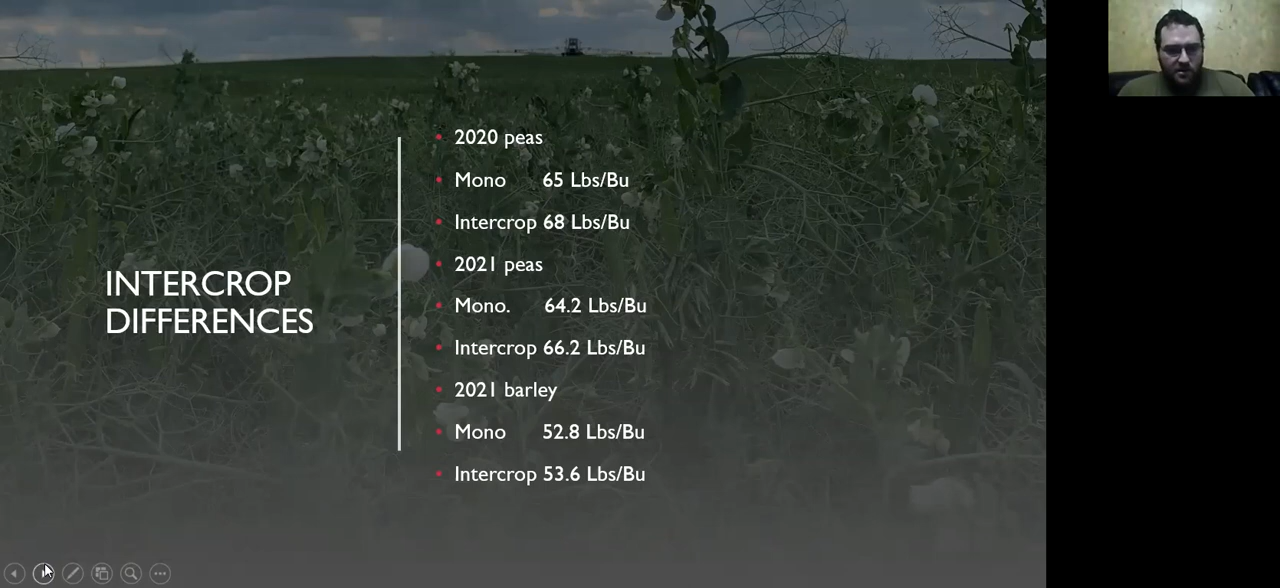 INTERCROP
DIFFERENCES
2020 peas
Mono 65 Lbs/Bu
Intercrop 68 Lbs/Bu
2021 peas
Mono. 64.2 Lbs/Bu
Intercrop 66.2 Lbs/Bu
2021 barley
Mono 52.8 Lbs/Bu
Intercrop 53.6 Lbs/Bu